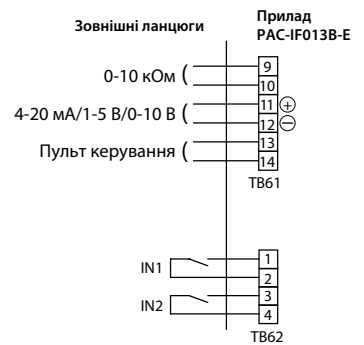 Зовнішні ланцюги
Прилад
PAC-IF013B-E
0-10 кОм
9
10
4-20 мА/1-5 В/0-10 В
11 +
12 −
Пульт керування
13
14
TB61
IN1
1
2
IN2
3
4
TB62